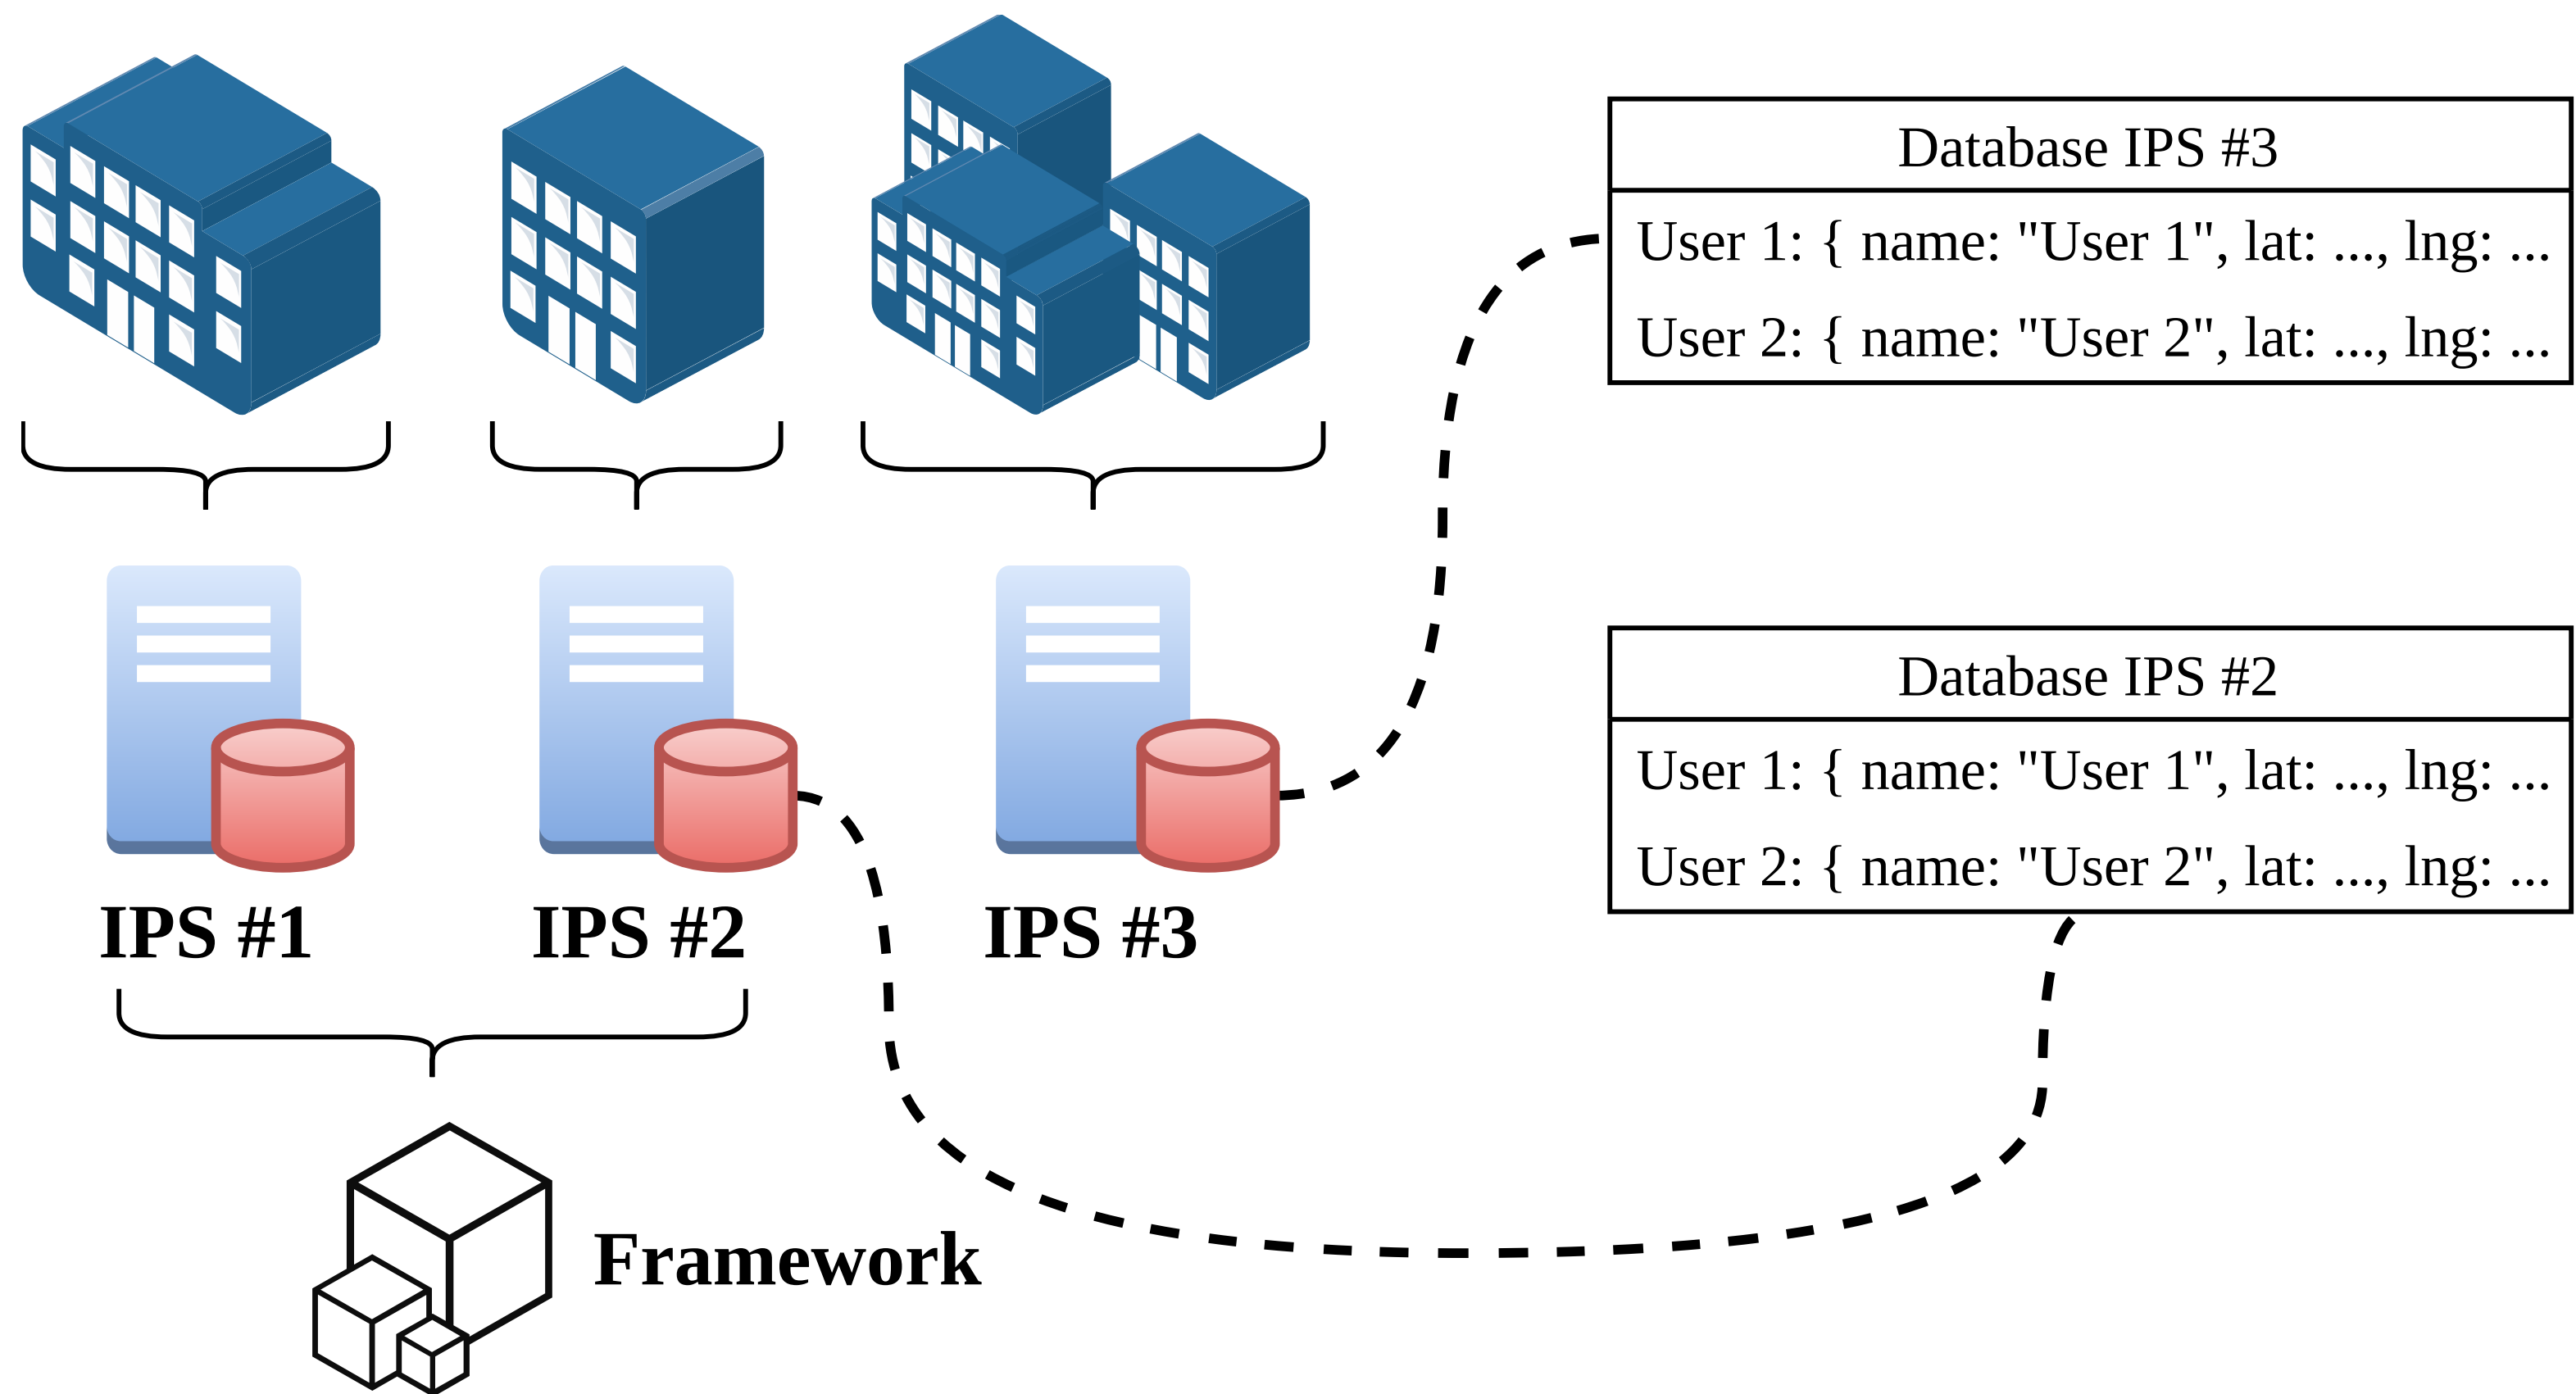 Database IPS #3
User 1: { name: "User 1", lat: ..., lng: ...
User 2: { name: "User 2", lat: ..., lng: ...
Database IPS #2
User 1: { name: "User 1", lat: ..., lng: ...
User 2: { name: "User 2", lat: ..., lng: ...
IPS #1
IPS #2
IPS #3
Framework